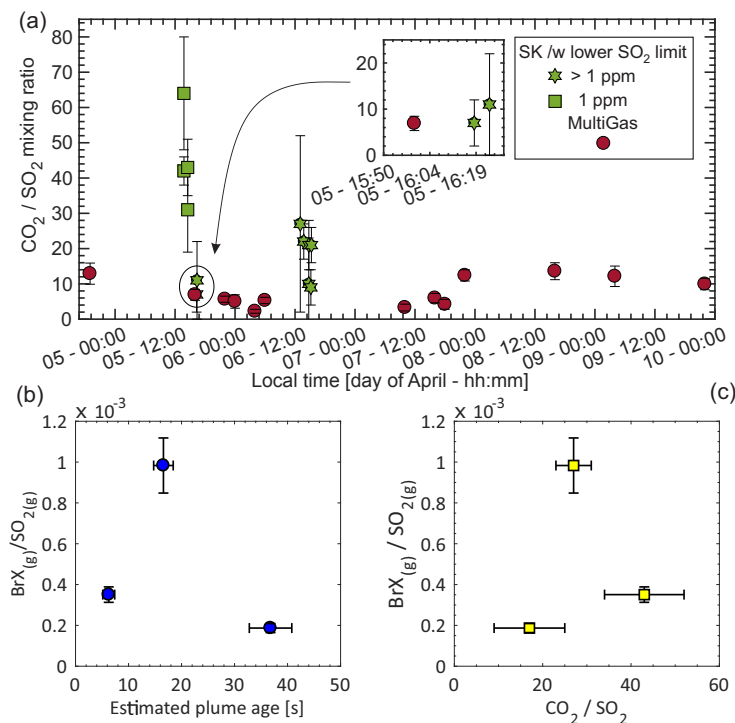 (a)
CO2 / SO2 mixing ratio
80
70
60
50
40
30
20
10
0
20
10
0
05 - 15:50
05 - 16:04
05 - 16:19
SK /w lower SO2 limit
> 1 ppm
1 ppm
MultiGas
05 - 00:00
05 - 12:00
06 - 00:00
06 - 12:00
07 - 00:00
07 - 12:00
08 - 00:00
08 - 12:00
09 - 00:00
09 - 12:00
10 - 00:00
Local time [day of April - hh:mm]
(b)
× 10-3
1.2
1
0.8
0.6
0.4
0.2
0
BrX(g)/SO2(g)
0 10 20 30 40 50
Estimated plume age [s]
(c)
× 10-3
1.2
1
0.8
0.6
0.4
0.2
0
BrX(g) / SO2(g)
0 20 40 60
CO2 / SO2